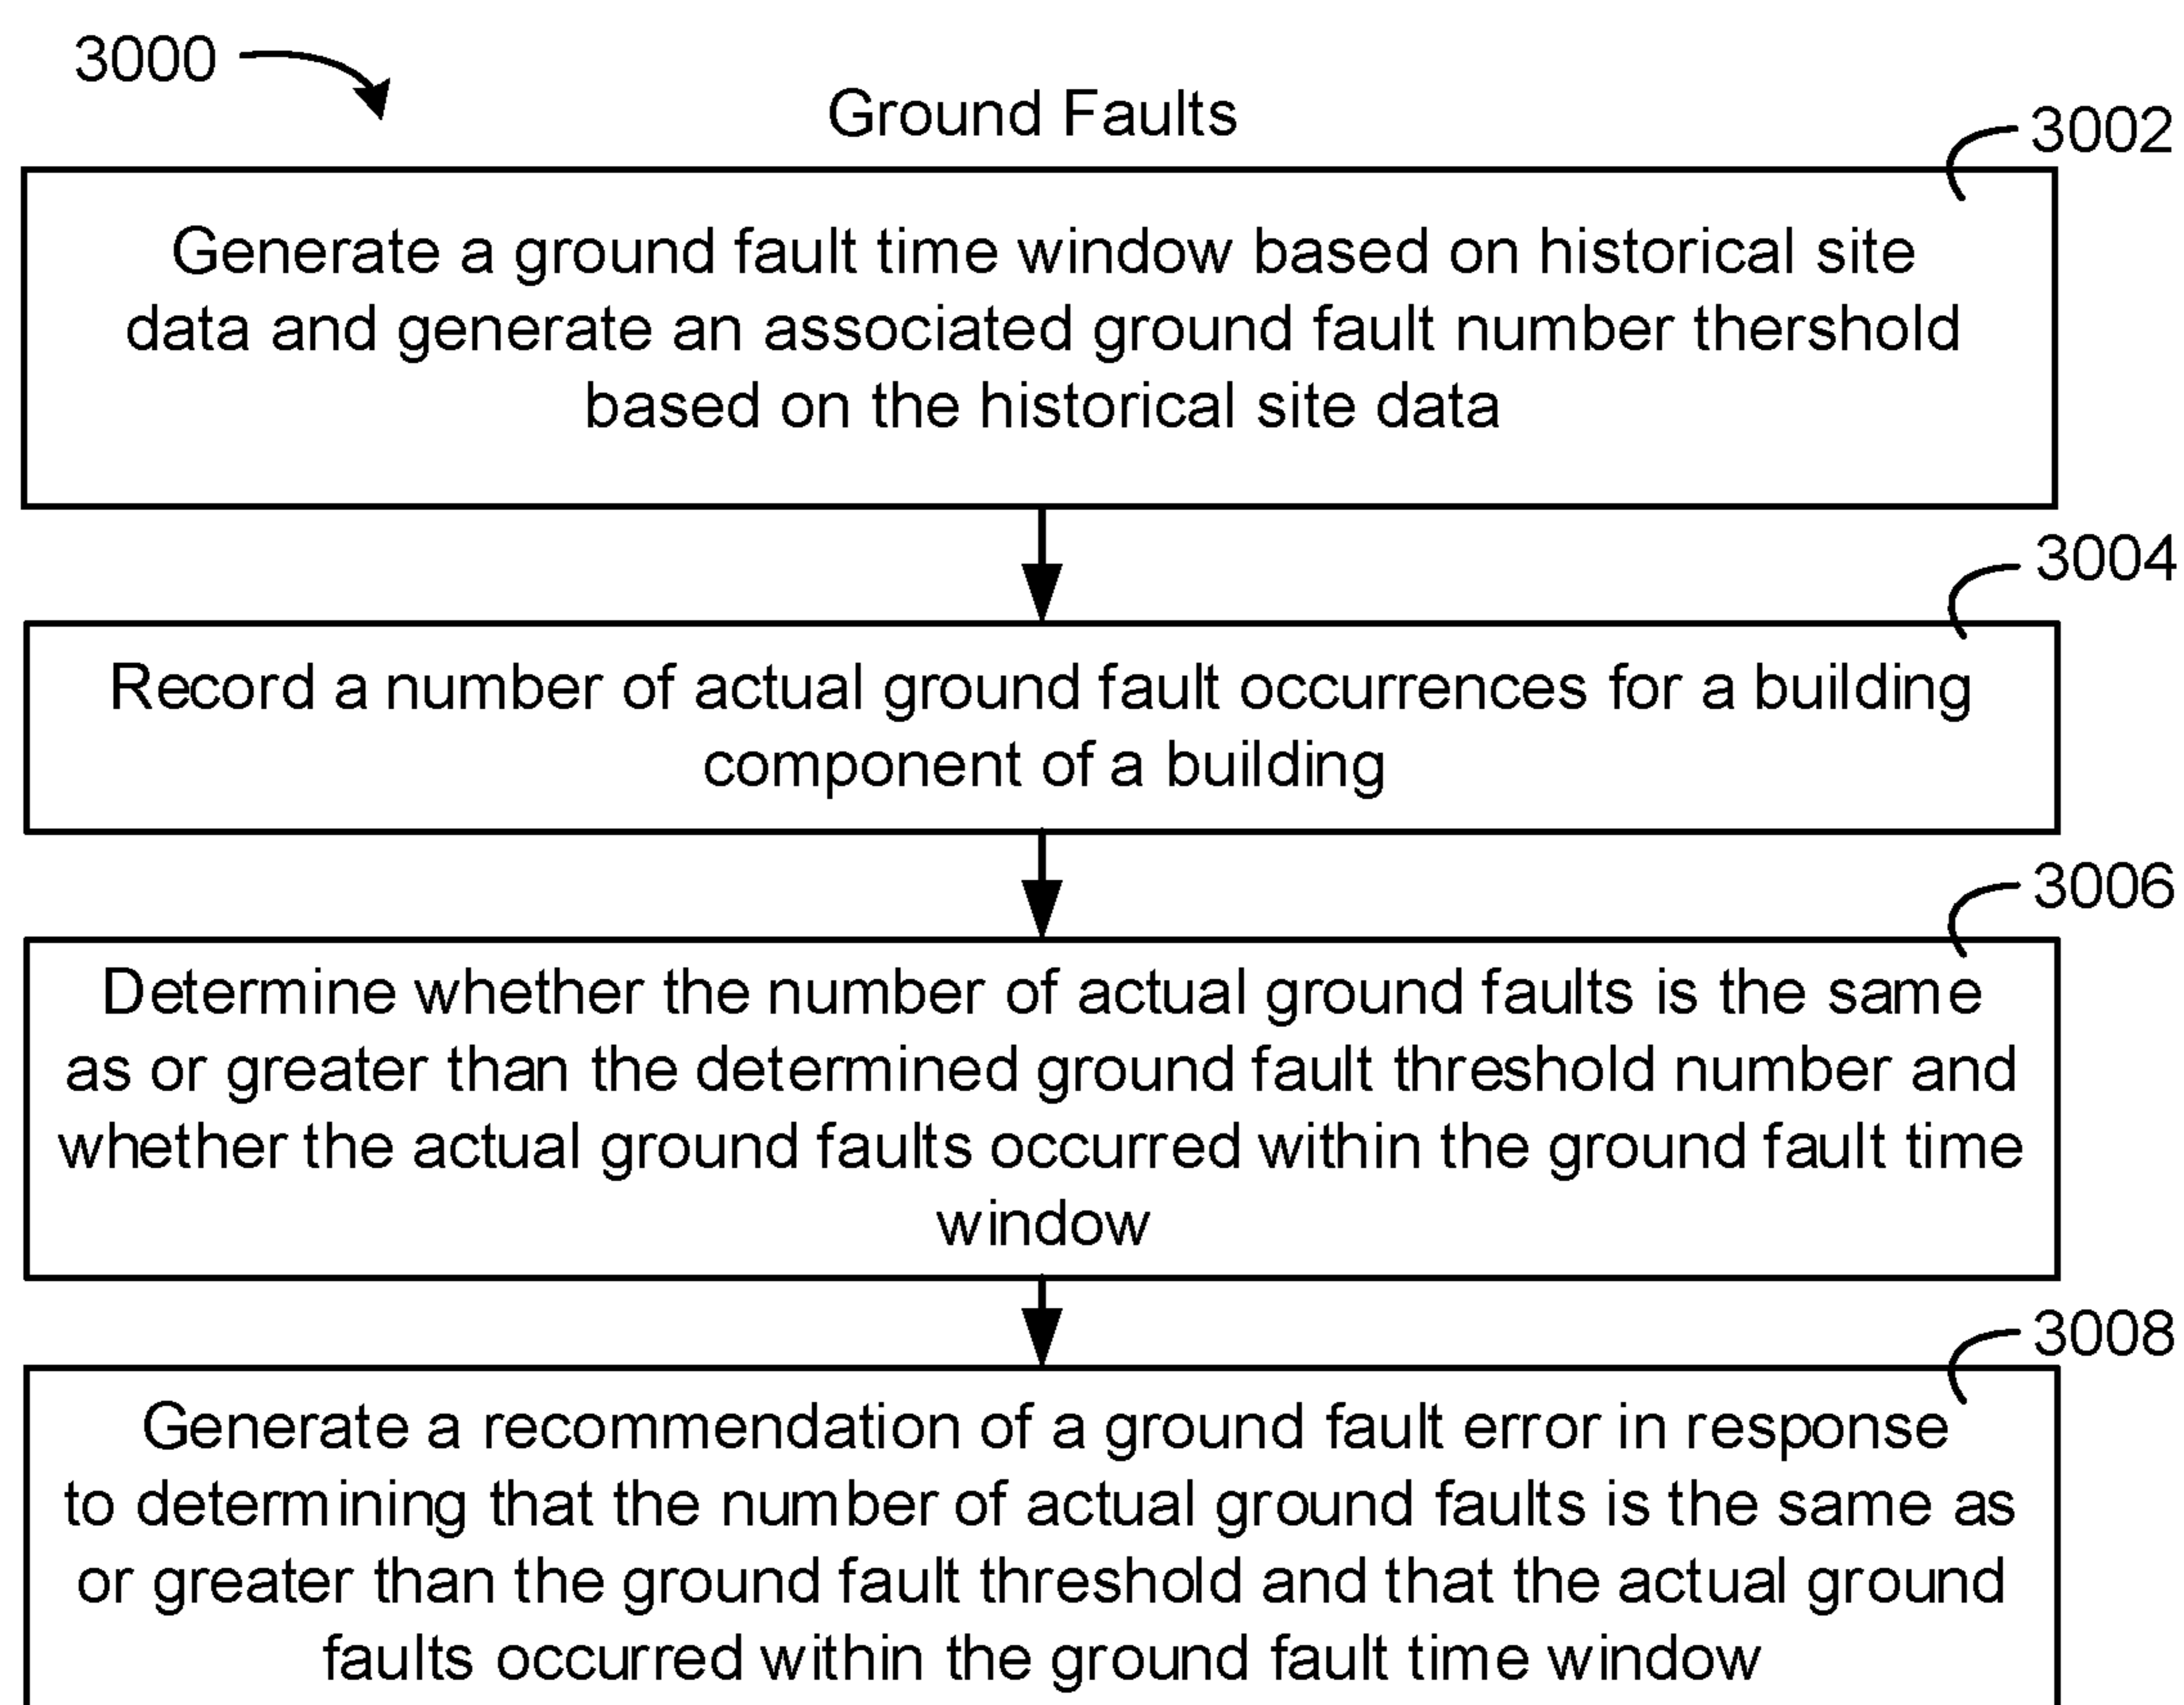 3000
Ground Faults
3002
Generate a ground fault time window based on historical site
data and generate an associated ground fault number thershold
based on the historical site data
3004
Record a number of actual ground fault occurrences for a building
component of a building
3006
Determine whether the number of actual ground faults is the same
as or greater than the determined ground fault threshold number and
whether the actual ground faults occurred within the ground fault time
window
3008
Generate a recommendation of a ground fault error in response
to determining that the number of actual ground faults is the same as
or greater than the ground fault threshold and that the actual ground
faults occurred within the ground fault time window